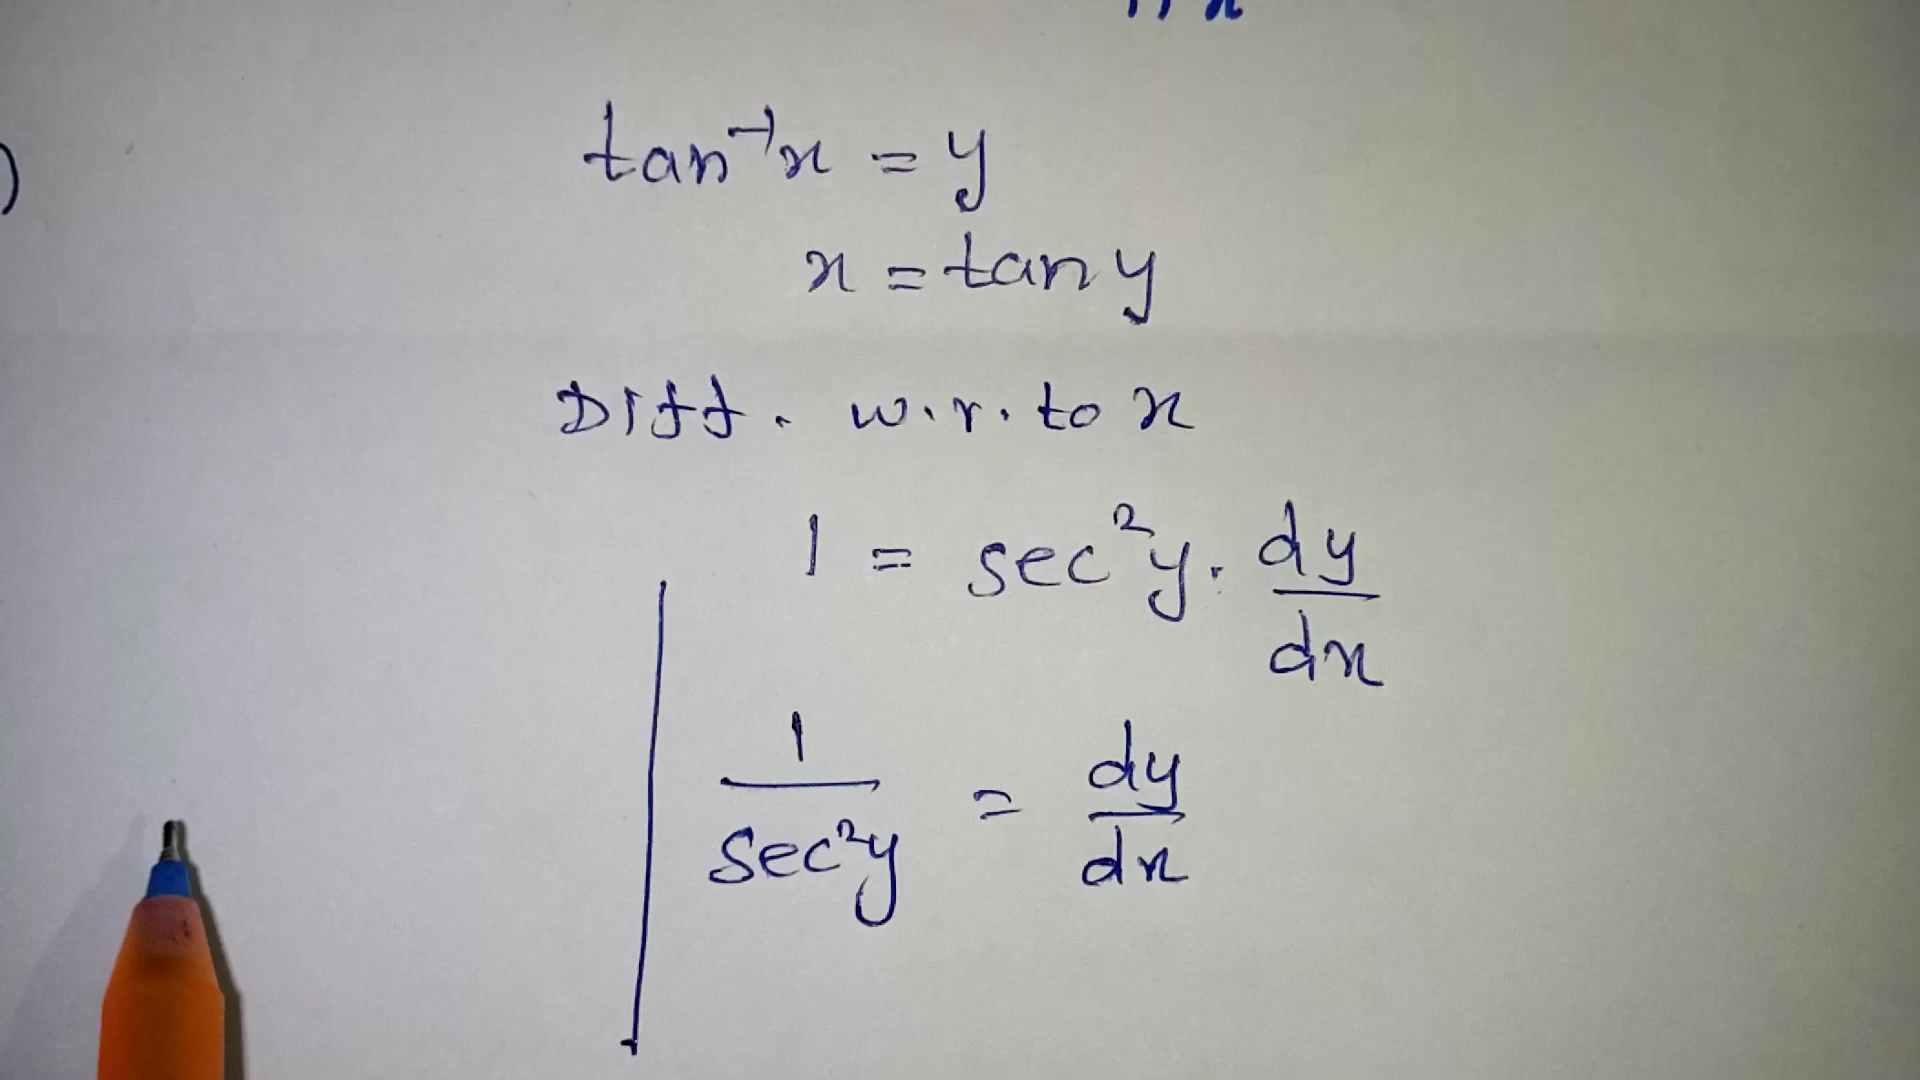 )
tan⁻¹x = y
x = tan y
Diff. w.r. to x
1 = sec²y · dy/dx
1/sec²y = dy/dx